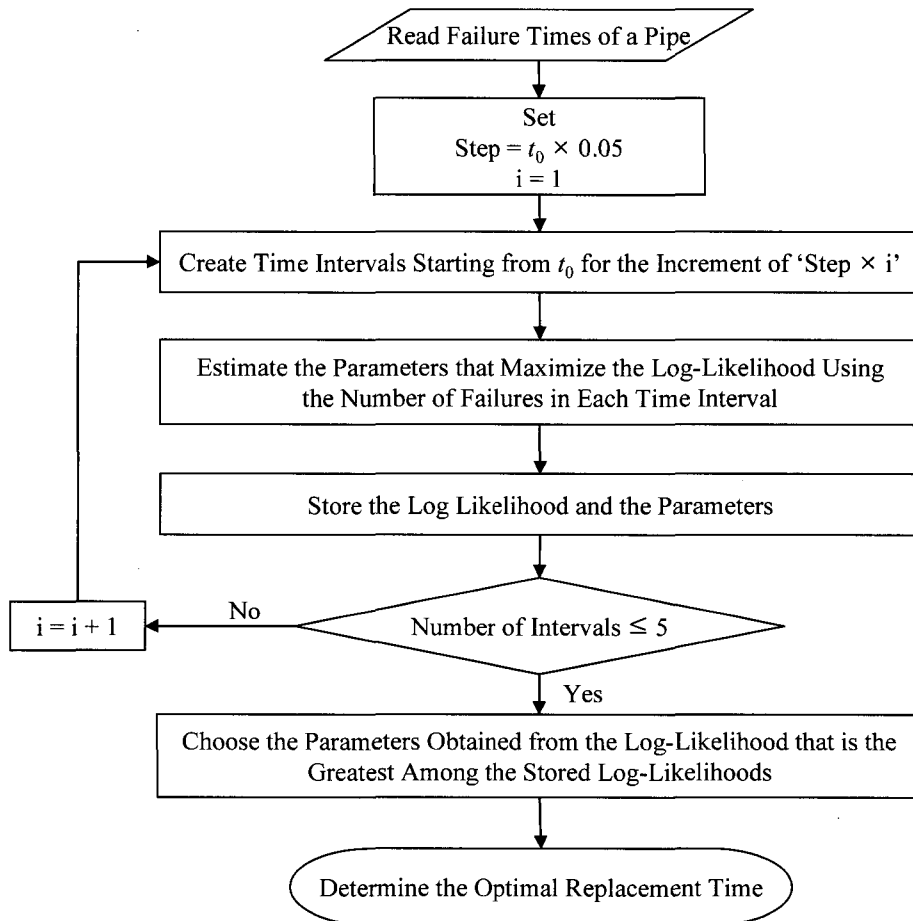 Read Failure Times of a Pipe
Set
Step = t₀ × 0.05
i = 1
Create Time Intervals Starting from t₀ for the Increment of ‘Step × i’
Estimate the Parameters that Maximize the Log-Likelihood Using
the Number of Failures in Each Time Interval
Store the Log Likelihood and the Parameters
Number of Intervals ≤ 5
No
i = i + 1
Yes
Choose the Parameters Obtained from the Log-Likelihood that is the
Greatest Among the Stored Log-Likelihoods
Determine the Optimal Replacement Time